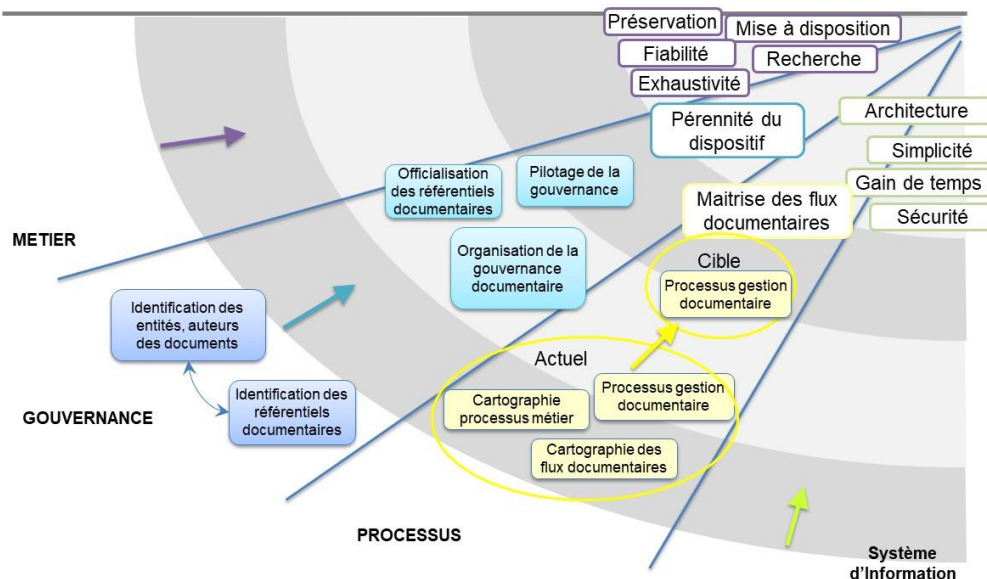 Préservation
Mise à disposition
Fiabilité
Recherche
Exhaustivité
Pérennité du
dispositif
Architecture
Simplicité
Gain de temps
Sécurité
Officialisation
des référentiels
documentaires
Pilotage de la
gouvernance
Maitrise des flux
documentaires
METIER
Organisation de la
gouvernance
documentaire
Cible
Processus gestion
documentaire
Identification des
entités, auteurs
des documents
Actuel
GOUVERNANCE
Identification des
référentiels
documentaires
Cartographie
processus métier
Processus gestion
documentaire
Cartographie des
flux documentaires
PROCESSUS
Système
d'Information